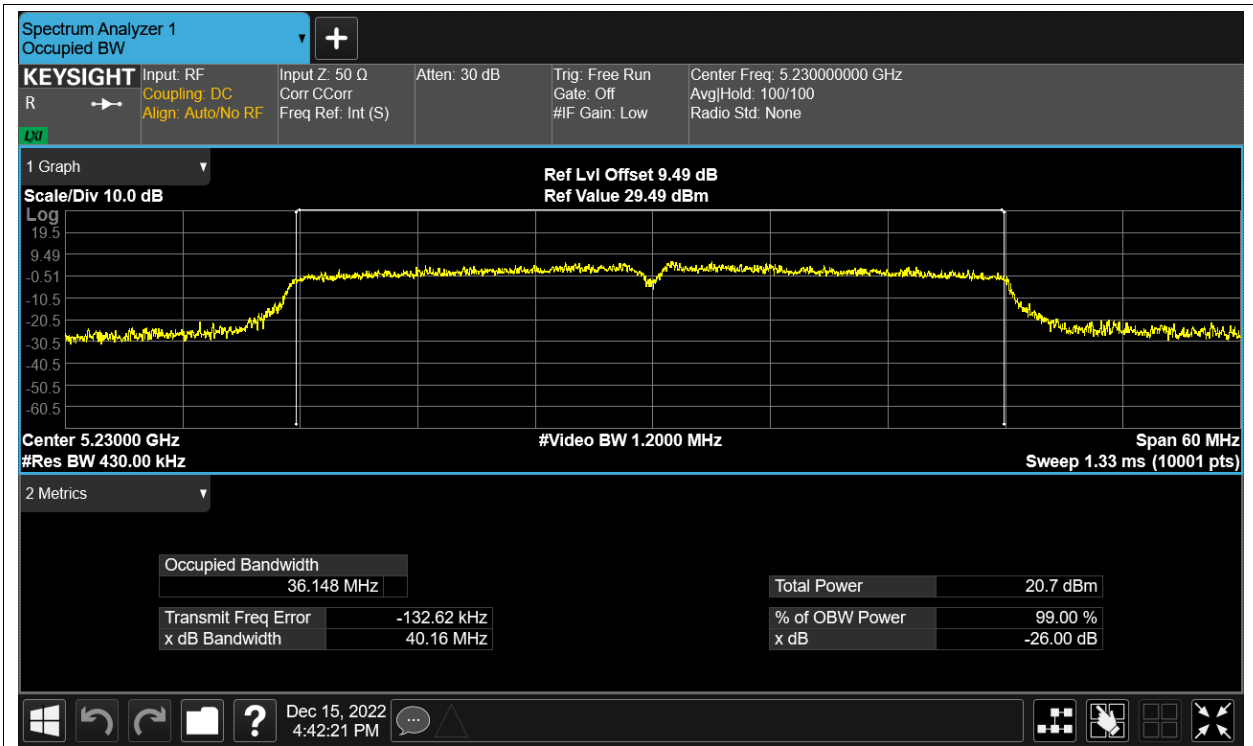 Spectrum Analyzer 1
Occupied BW
KEYSIGHT
R
LXI
Input: RF
Coupling: DC
Align: Auto/No RF
Input Z: 50 Ω
Corr CCorr
Freq Ref: Int (S)
Atten: 30 dB
Trig: Free Run
Gate: Off
#IF Gain: Low
Center Freq: 5.230000000 GHz
Avg|Hold: 100/100
Radio Std: None
1 Graph
Ref Lvl Offset 9.49 dB
Scale/Div 10.0 dB
Ref Value 29.49 dBm
Log
19.5
9.49
-0.51
-10.5
-20.5
-30.5
-40.5
-50.5
-60.5
Center 5.23000 GHz
#Video BW 1.2000 MHz
Span 60 MHz
#Res BW 430.00 kHz
Sweep 1.33 ms (10001 pts)
2 Metrics
Occupied Bandwidth
36.148 MHz
Total Power 20.7 dBm
Transmit Freq Error -132.62 kHz
% of OBW Power 99.00 %
x dB Bandwidth 40.16 MHz
x dB -26.00 dB
?
Dec 15, 2022
4:42:21 PM